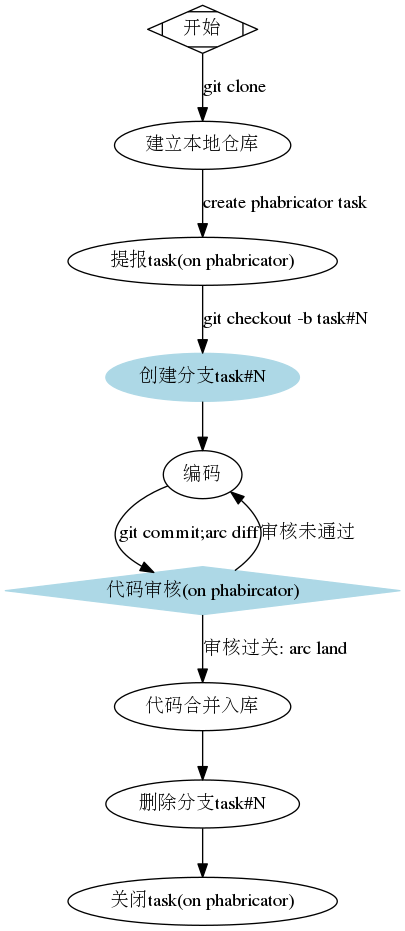 开始
git clone
建立本地仓库
create phabricator task
提报task(on phabricator)
git checkout -b task#N
创建分支task#N
编码
git commit;arc diff
审核未通过
代码审核(on phabircator)
审核过关: arc land
代码合并入库
删除分支task#N
关闭task(on phabricator)